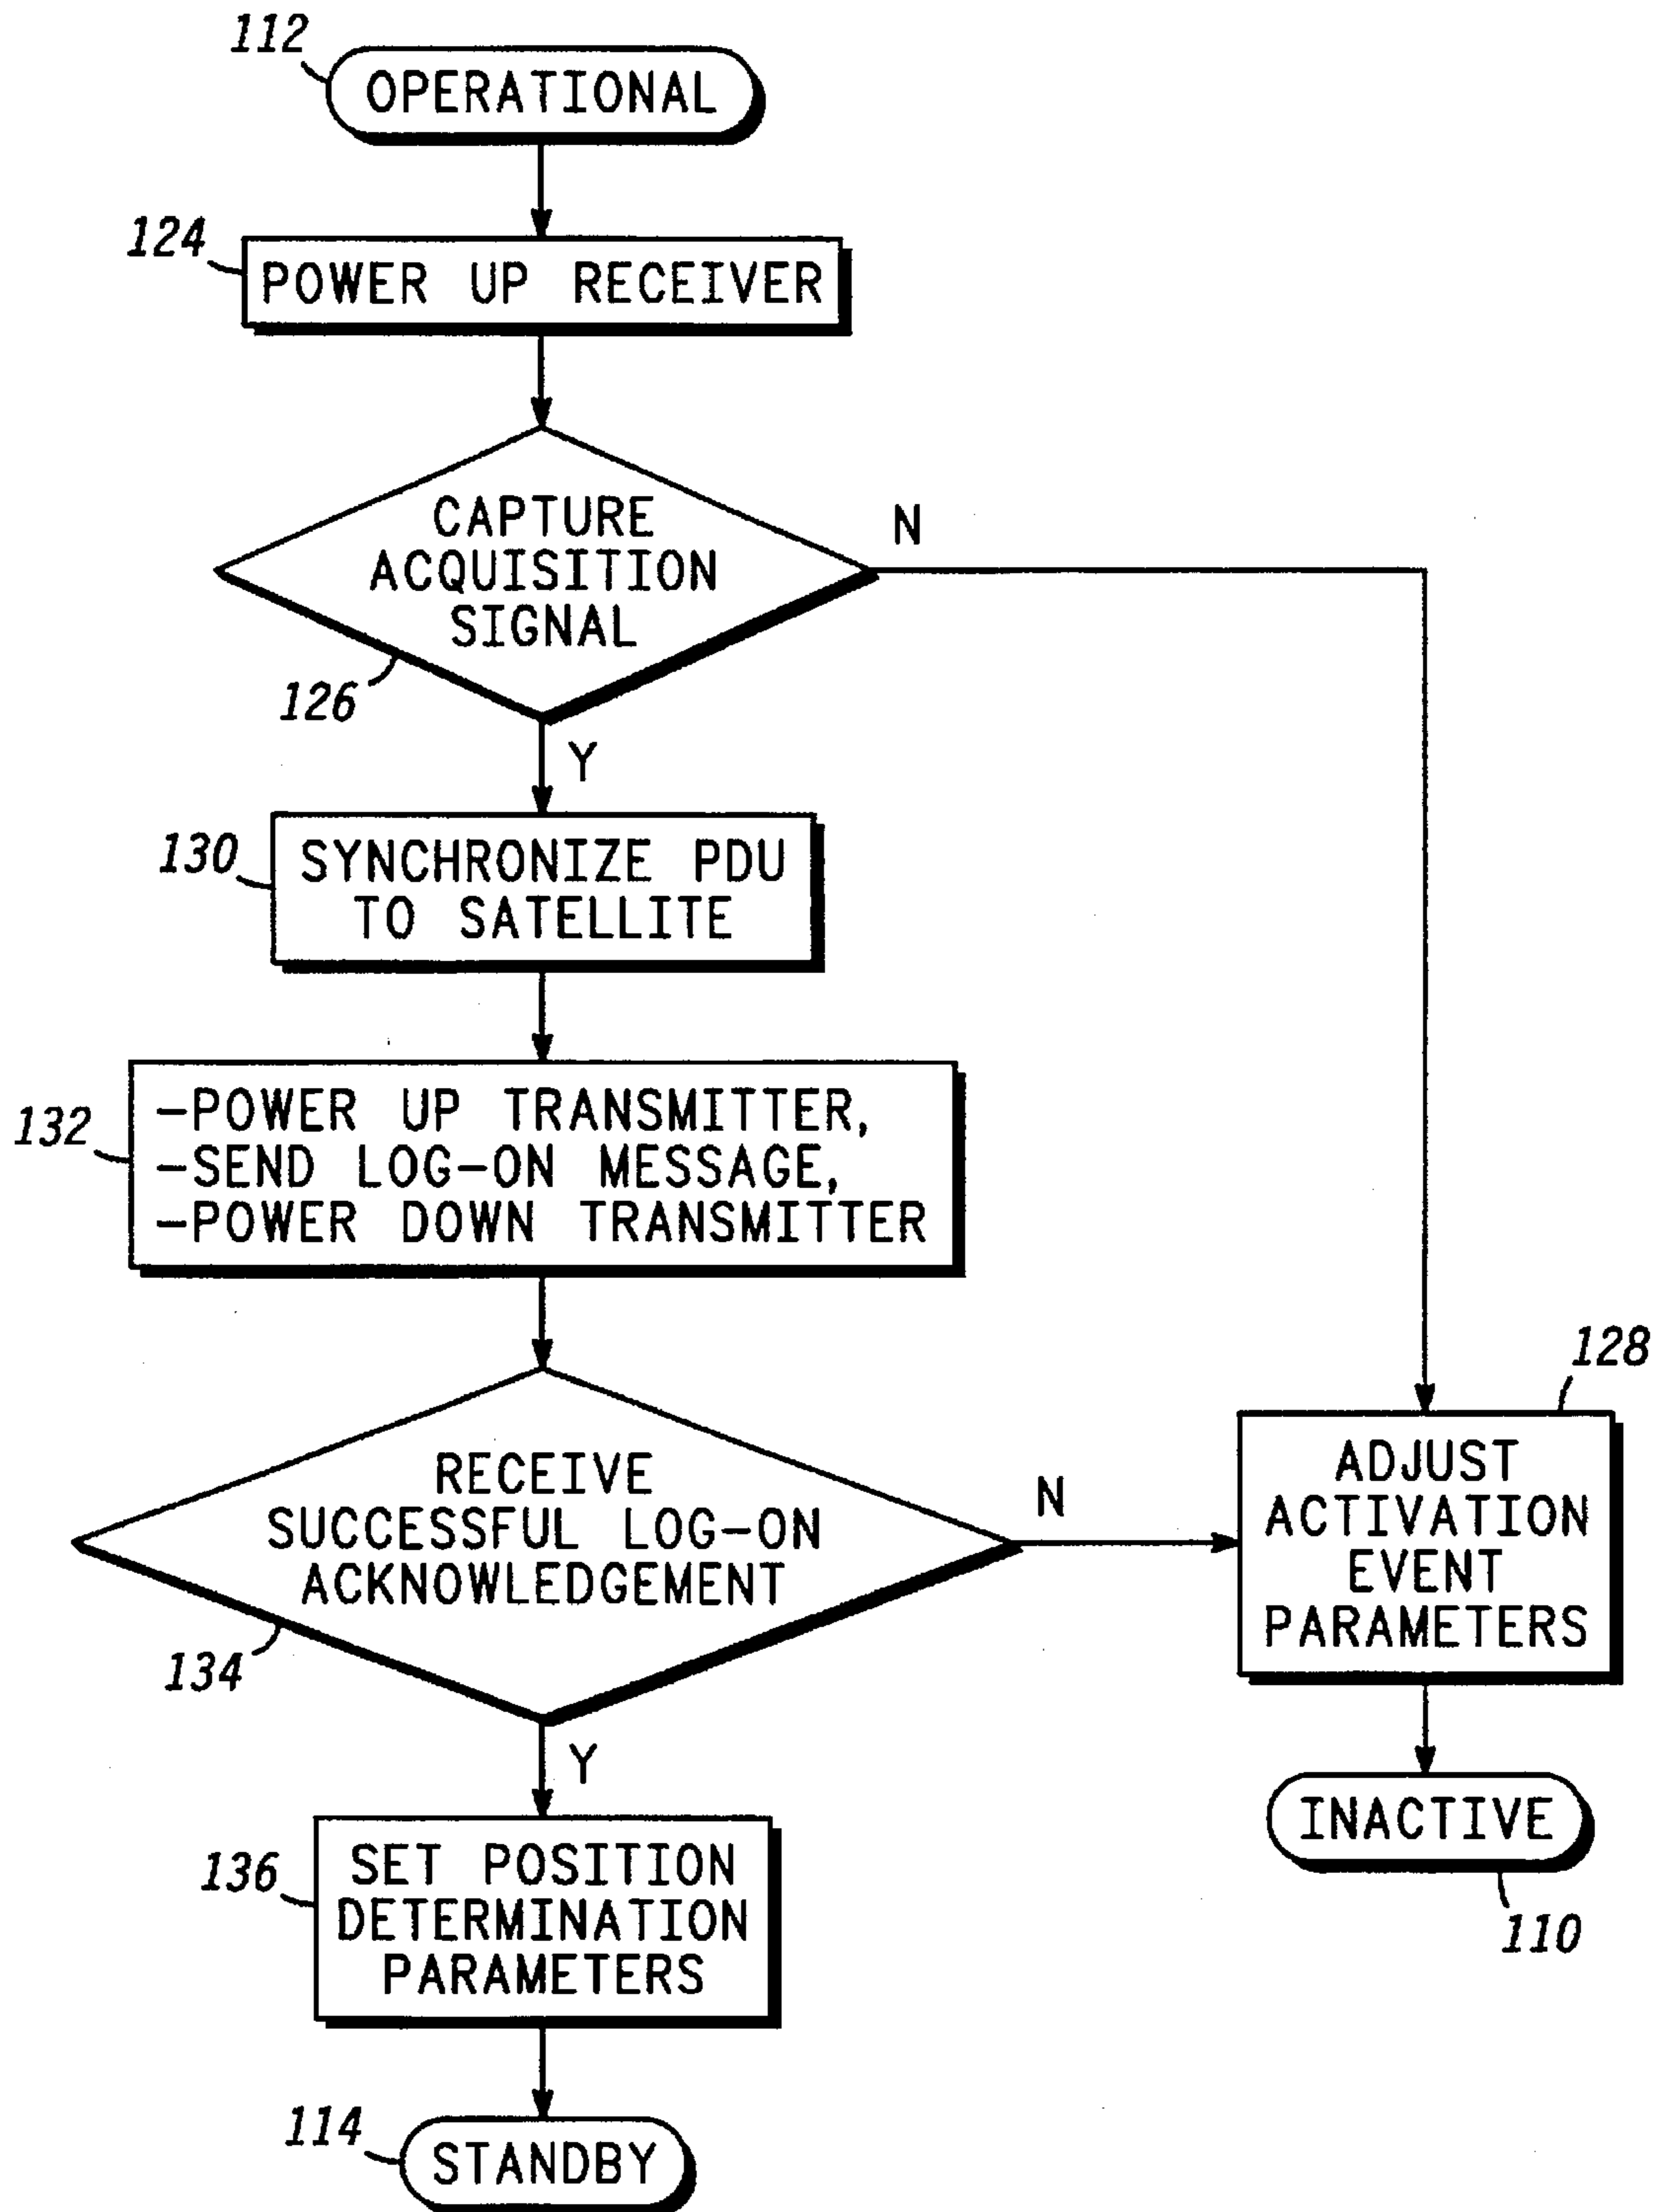 112
OPERATIONAL
124
POWER UP RECEIVER
CAPTURE
ACQUISITION
SIGNAL
N
126
Y
130
SYNCHRONIZE PDU
TO SATELLITE
132
-POWER UP TRANSMITTER,
-SEND LOG-ON MESSAGE,
-POWER DOWN TRANSMITTER
RECEIVE
SUCCESSFUL LOG-ON
ACKNOWLEDGEMENT
N
134
Y
128
ADJUST
ACTIVATION
EVENT
PARAMETERS
INACTIVE
110
136
SET POSITION
DETERMINATION
PARAMETERS
114
STANDBY